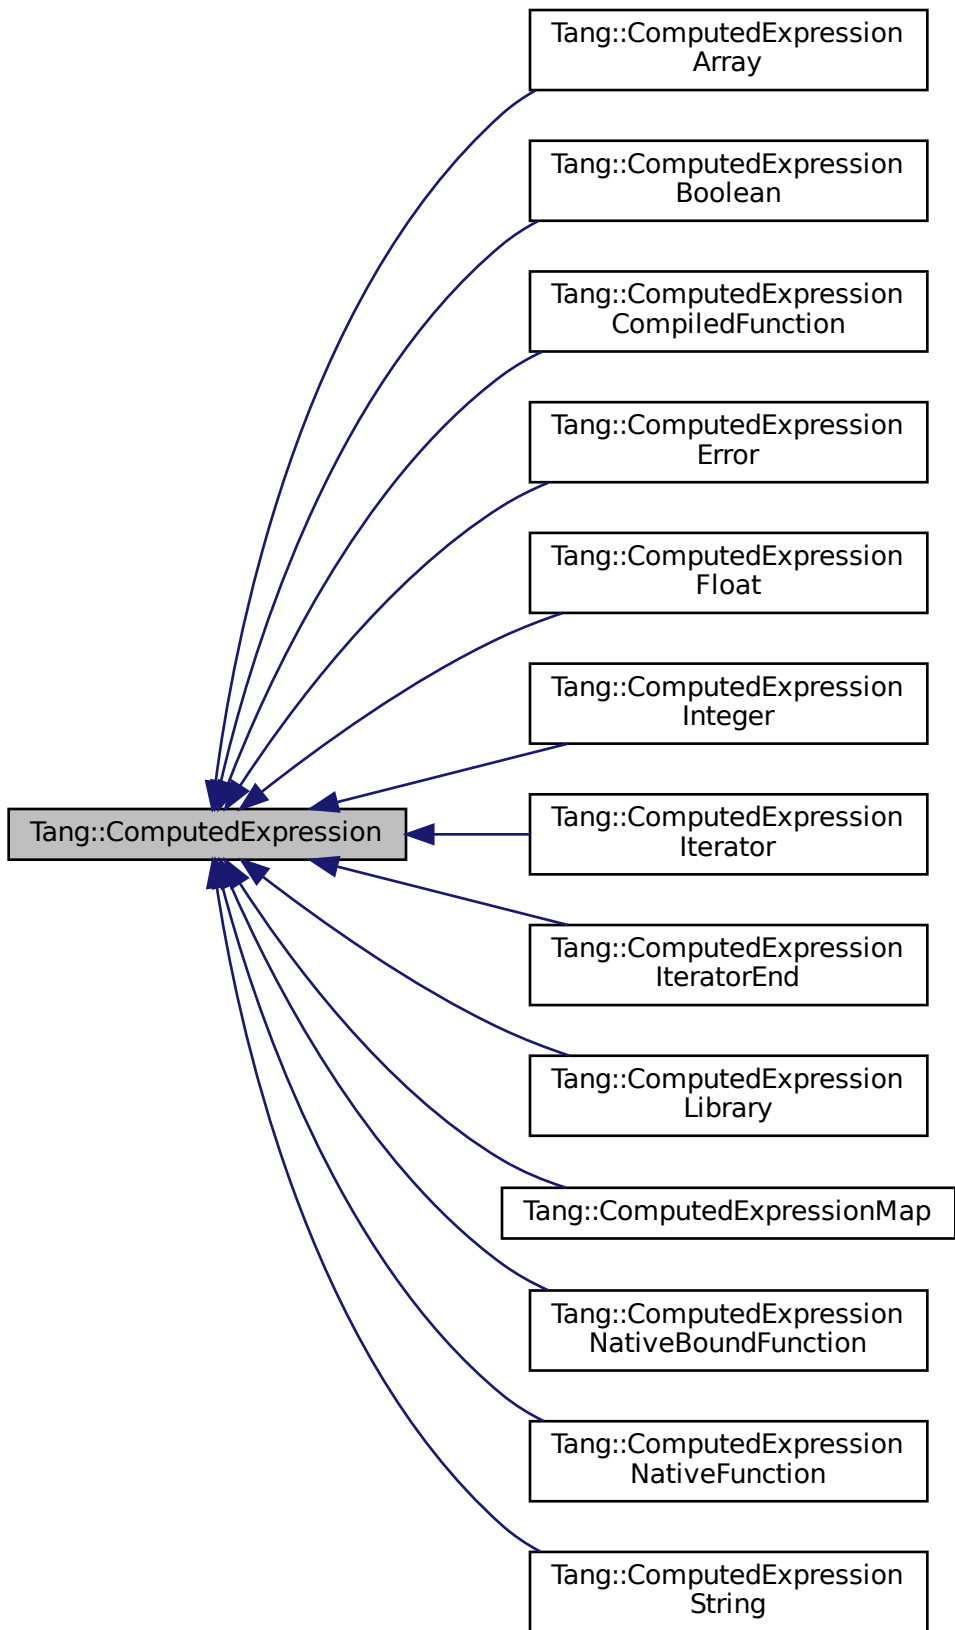 Tang::ComputedExpression
Array
Tang::ComputedExpression
Boolean
Tang::ComputedExpression
CompiledFunction
Tang::ComputedExpression
Error
Tang::ComputedExpression
Float
Tang::ComputedExpression
Integer
Tang::ComputedExpression
Tang::ComputedExpression
Iterator
Tang::ComputedExpression
IteratorEnd
Tang::ComputedExpression
Library
Tang::ComputedExpressionMap
Tang::ComputedExpression
NativeBoundFunction
Tang::ComputedExpression
NativeFunction
Tang::ComputedExpression
String